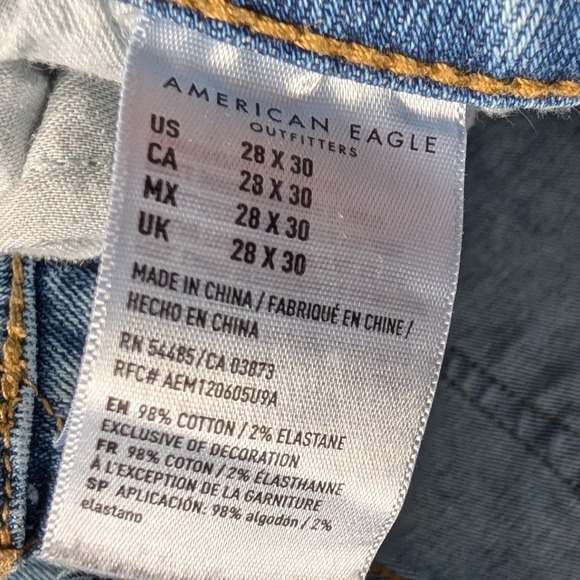 AMERICAN EAGLE
OUTFITTERS
US 28 X 30
CA 28 X 30
MX 28 X 30
UK 28 X 30
MADE IN CHINA / FABRIQUÉ EN CHINE /
HECHO EN CHINA
RN 54485/CA 03873
RFC# AEM120605U9A
EN 98% COTTON / 2% ELASTANE
EXCLUSIVE OF DECORATION
FR 98% COTON / 2% ÉLASTHANNE
À L'EXCEPTION DE LA GARNITURE
SP APLICACIÓN: 98% algodón / 2%
elastano